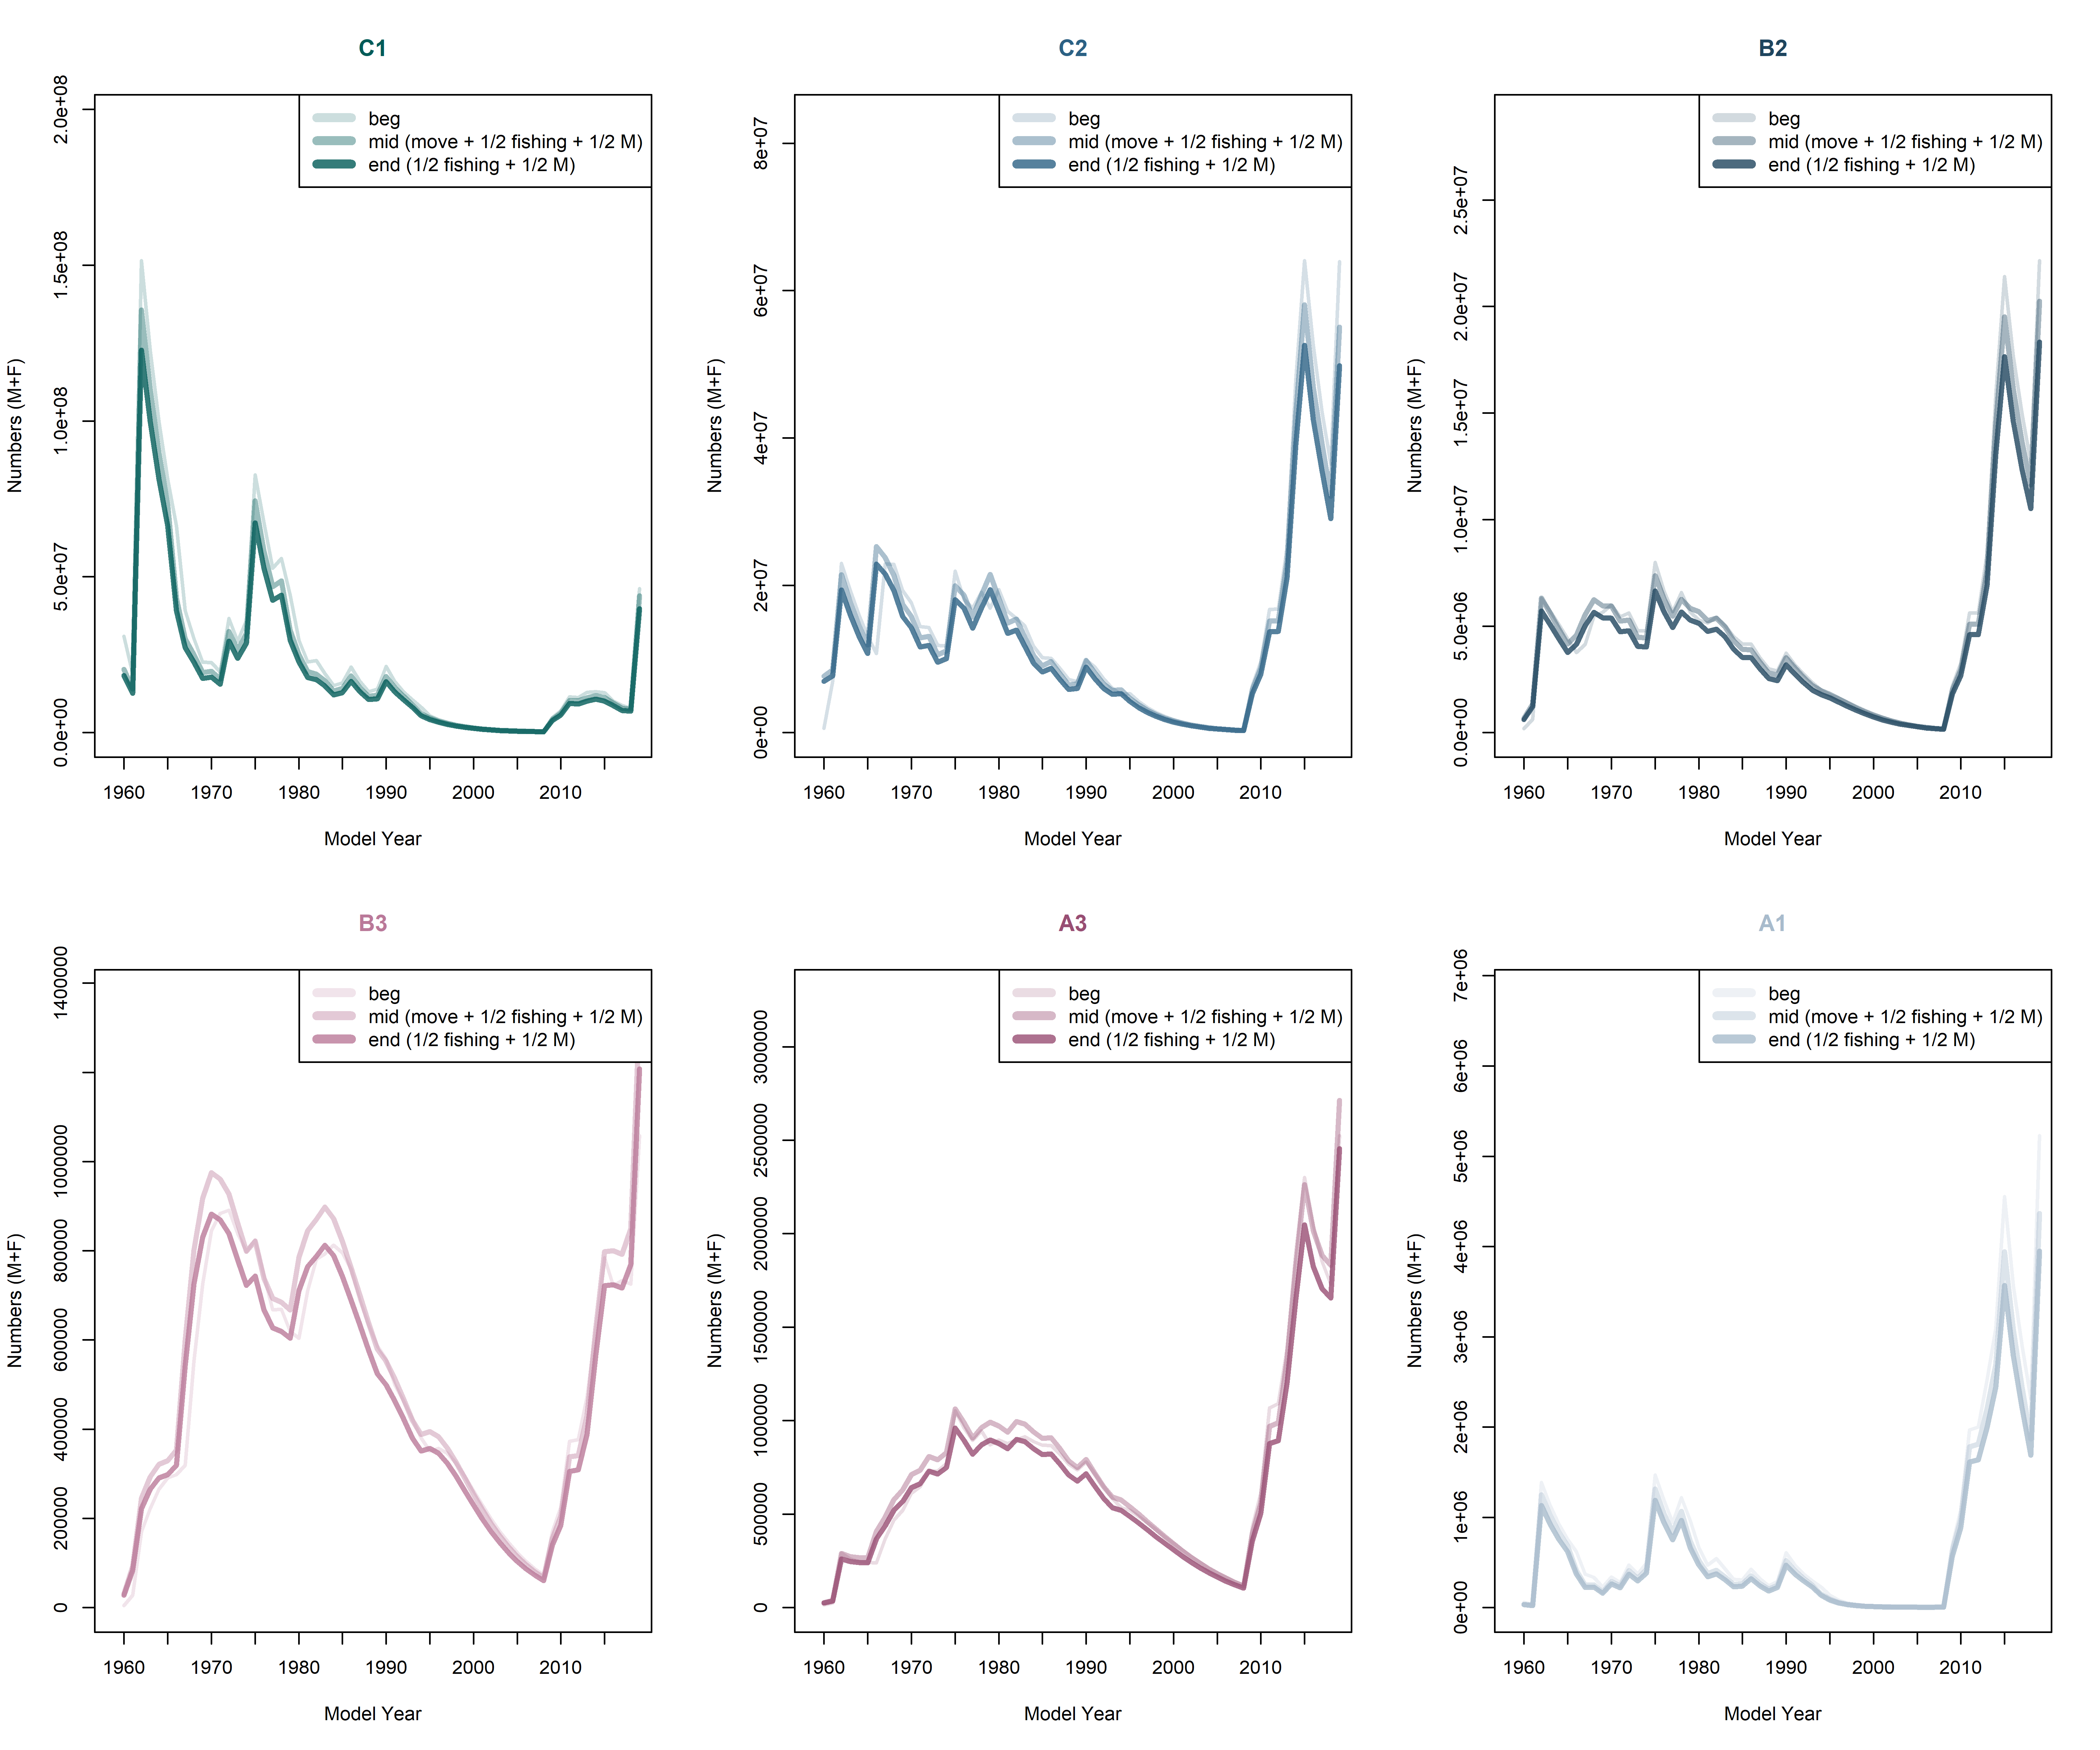 C1
beg
mid (move + 1/2 fishing + 1/2 M)
end (1/2 fishing + 1/2 M)
Numbers (M+F)
0.0e+00
5.0e+07
1.0e+08
1.5e+08
2.0e+08
1960 1970 1980 1990 2000 2010
Model Year
C2
beg
mid (move + 1/2 fishing + 1/2 M)
end (1/2 fishing + 1/2 M)
Numbers (M+F)
0e+00
2e+07
4e+07
6e+07
8e+07
1960 1970 1980 1990 2000 2010
Model Year
B2
beg
mid (move + 1/2 fishing + 1/2 M)
end (1/2 fishing + 1/2 M)
Numbers (M+F)
0.0e+00
5.0e+06
1.0e+07
1.5e+07
2.0e+07
2.5e+07
1960 1970 1980 1990 2000 2010
Model Year
B3
beg
mid (move + 1/2 fishing + 1/2 M)
end (1/2 fishing + 1/2 M)
Numbers (M+F)
0
200000
400000
600000
800000
1000000
1400000
1960 1970 1980 1990 2000 2010
Model Year
A3
beg
mid (move + 1/2 fishing + 1/2 M)
end (1/2 fishing + 1/2 M)
Numbers (M+F)
0
500000
1000000
1500000
2000000
2500000
3000000
1960 1970 1980 1990 2000 2010
Model Year
A1
beg
mid (move + 1/2 fishing + 1/2 M)
end (1/2 fishing + 1/2 M)
Numbers (M+F)
0e+00
1e+06
2e+06
3e+06
4e+06
5e+06
6e+06
7e+06
1960 1970 1980 1990 2000 2010
Model Year